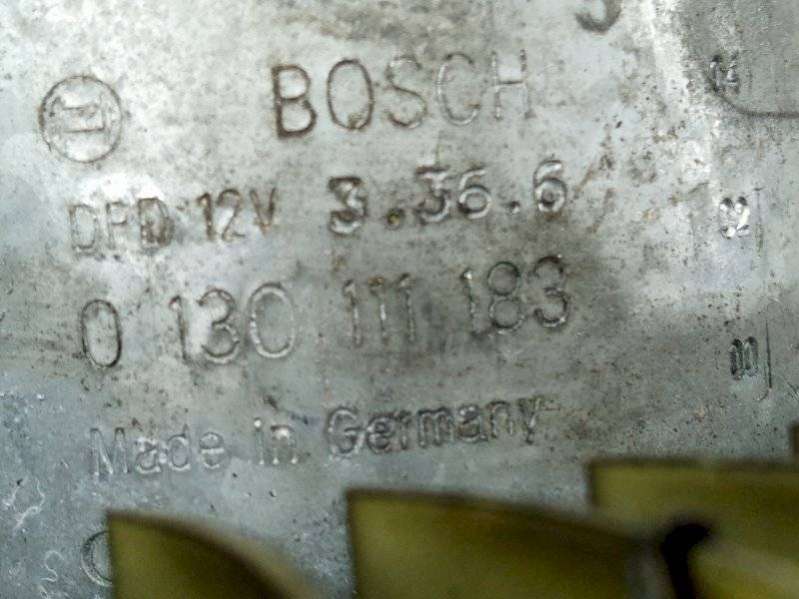 BOSCH
DPD 12V 3.36.6
0 130 111 183
Made in Germany